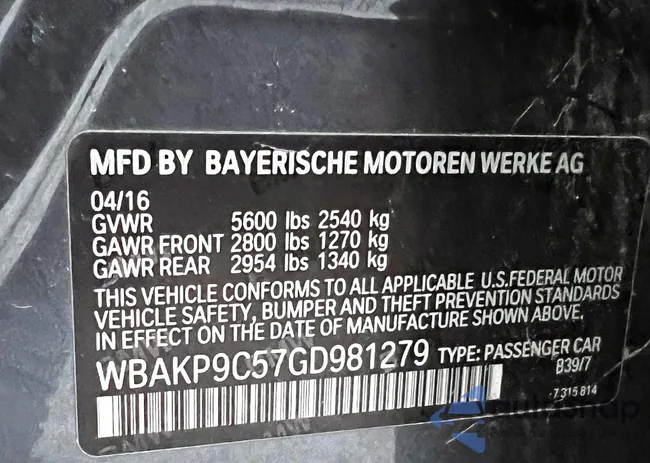 MFD BY BAYERISCHE MOTOREN WERKE AG
04/16
GVWR 5600 lbs 2540 kg
GAWR FRONT 2800 lbs 1270 kg
GAWR REAR 2954 lbs 1340 kg
THIS VEHICLE CONFORMS TO ALL APPLICABLE U.S.FEDERAL MOTOR
VEHICLE SAFETY, BUMPER AND THEFT PREVENTION STANDARDS
IN EFFECT ON THE DATE OF MANUFACTURE SHOWN ABOVE.
WBAKP9C57GD981279 TYPE: PASSENGER CAR
B39/7
7 315 814